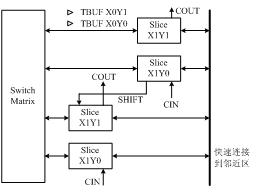 TBUF X0Y1
TBUF X0Y0
COUT
Slice
X1Y1
Switch
Matrix
COUT
Slice
X1Y0
SHIFT
CIN
Slice
X1Y1
Slice
X1Y0
CIN
快速连接
到邻近区